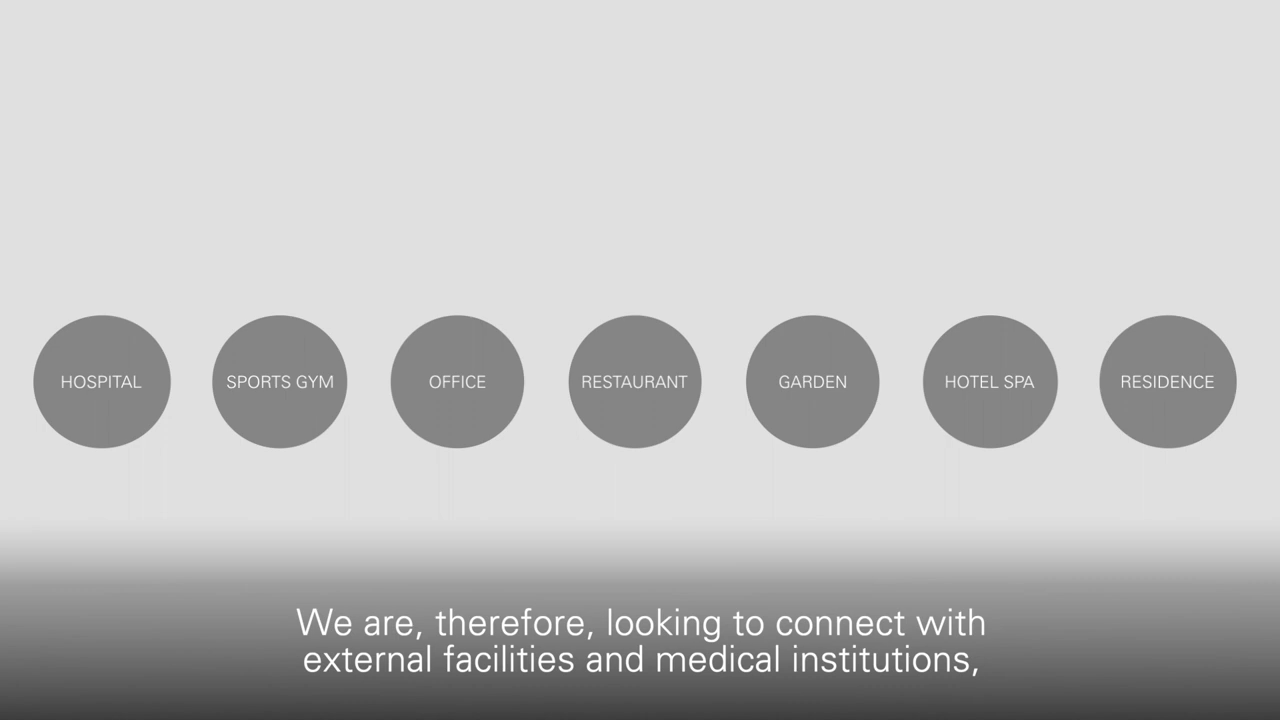 HOSPITAL SPORTS GYM OFFICE RESTAURANT GARDEN HOTEL SPA RESIDENCE
We are, therefore, looking to connect with
external facilities and medical institutions,